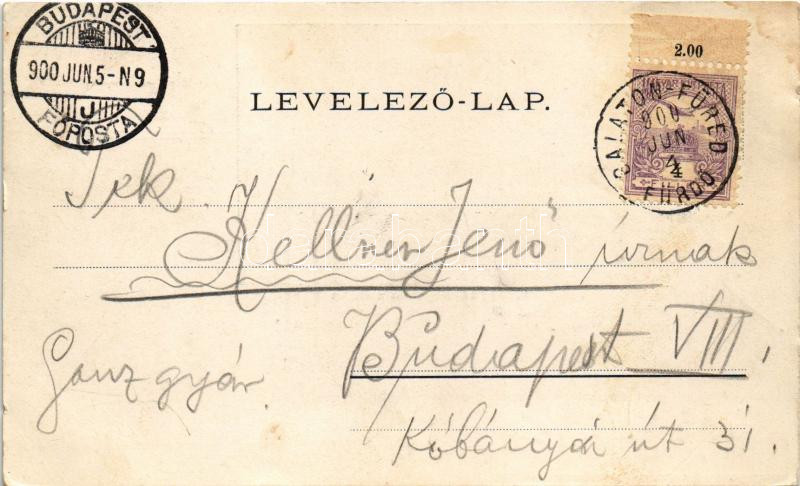 BUDAPEST
900 JUN. 5 - N 9
J
FŐPOSTA
2.00
BALATON-FÜRED
900
JUN
4
FÜRDŐ
LEVELEZŐ-LAP.
Tek.
Kellner Jenő úrnak
Budapest VIII.
Ganz gyár.
Kőbányai út 31.